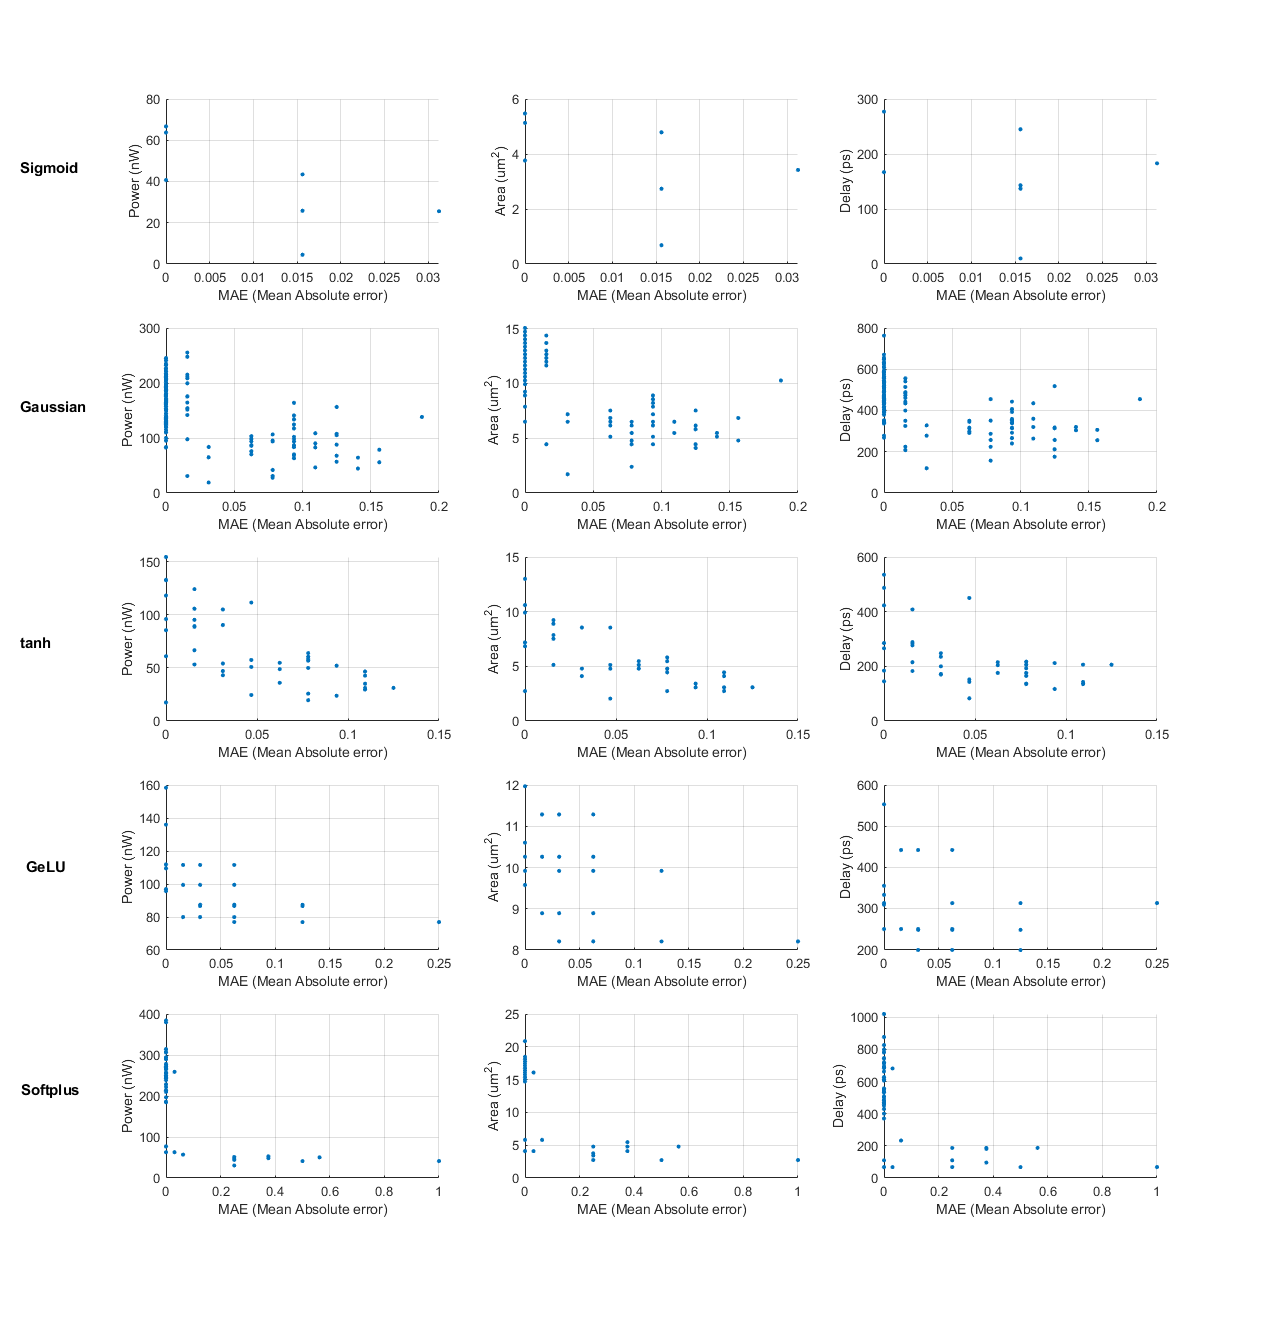 Sigmoid
Power (nW)
80
60
40
20
0
0 0.005 0.01 0.015 0.02 0.025 0.03
MAE (Mean Absolute error)
Area (um²)
6
4
2
0
0 0.005 0.01 0.015 0.02 0.025 0.03
MAE (Mean Absolute error)
Delay (ps)
300
200
100
0
0 0.005 0.01 0.015 0.02 0.025 0.03
MAE (Mean Absolute error)
Gaussian
Power (nW)
300
200
100
0
0 0.05 0.1 0.15 0.2
MAE (Mean Absolute error)
Area (um²)
15
10
5
0
0 0.05 0.1 0.15 0.2
MAE (Mean Absolute error)
Delay (ps)
800
600
400
200
0
0 0.05 0.1 0.15 0.2
MAE (Mean Absolute error)
tanh
Power (nW)
150
100
50
0
0 0.05 0.1 0.15
MAE (Mean Absolute error)
Area (um²)
15
10
5
0
0 0.05 0.1 0.15
MAE (Mean Absolute error)
Delay (ps)
600
400
200
0
0 0.05 0.1 0.15
MAE (Mean Absolute error)
GeLU
Power (nW)
160
140
120
100
80
60
0 0.05 0.1 0.15 0.2 0.25
MAE (Mean Absolute error)
Area (um²)
12
11
10
9
8
0 0.05 0.1 0.15 0.2 0.25
MAE (Mean Absolute error)
Delay (ps)
600
500
400
300
200
0 0.05 0.1 0.15 0.2 0.25
MAE (Mean Absolute error)
Softplus
Power (nW)
400
300
200
100
0
0 0.2 0.4 0.6 0.8 1
MAE (Mean Absolute error)
Area (um²)
25
20
15
10
5
0
0 0.2 0.4 0.6 0.8 1
MAE (Mean Absolute error)
Delay (ps)
1000
800
600
400
200
0
0 0.2 0.4 0.6 0.8 1
MAE (Mean Absolute error)